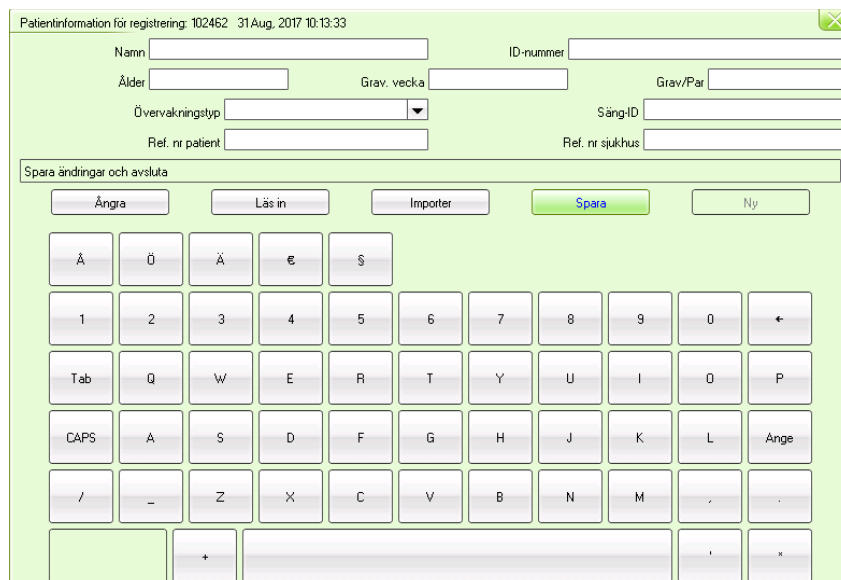 Patientinformation för registrering: 102462 31 Aug, 2017 10:13:33
Namn ID-nummer
Ålder Grav. vecka Grav/Par
Övervakningstyp Säng-ID
Ref. nr patient Ref. nr sjukhus
Spara ändringar och avsluta
Ångra Läs in Importer Spara Ny
Å Ö Ä € §
1 2 3 4 5 6 7 8 9 0 ←
Tab Q W E R T Y U I O P
CAPS A S D F G H J K L Ange
/ _ Z X C V B N M , .
+ ' *